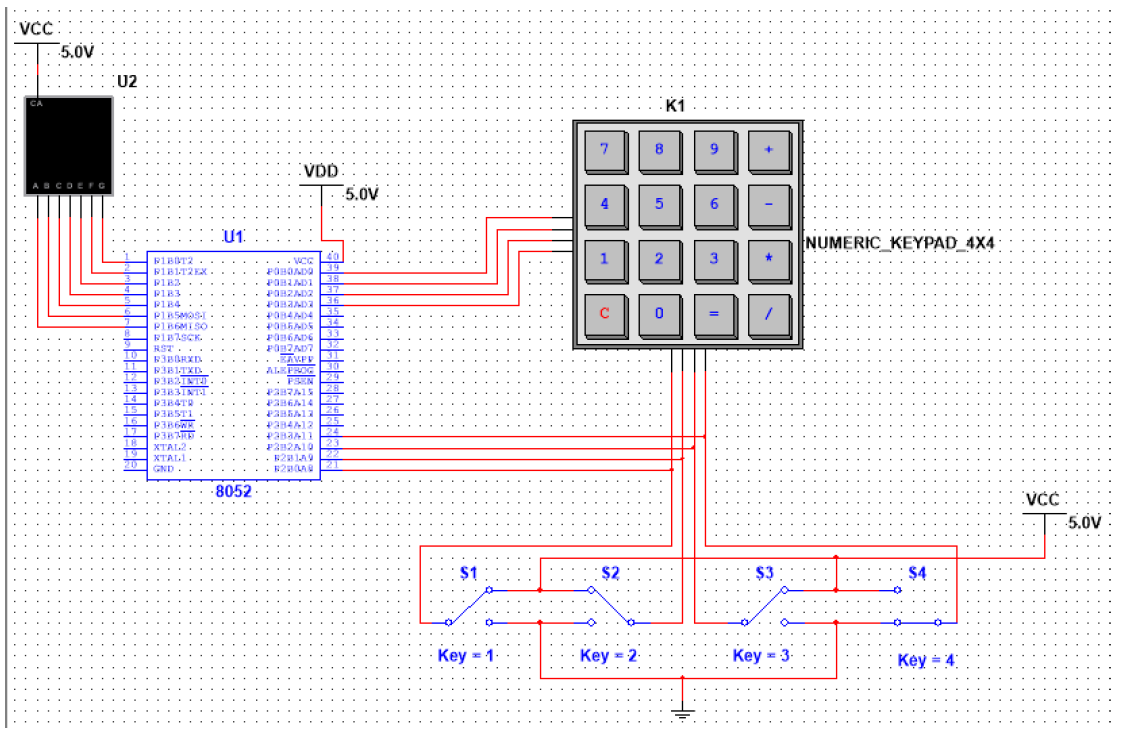 VCC
5.0V
U2
CA
A B C D E F G
K1
7 8 9 +
4 5 6 -
1 2 3 *
C 0 = /
NUMERIC_KEYPAD_4X4
VDD
5.0V
U1
1 P1B0T2 VCC 40
2 P1B1T2EX P0B0AD0 39
3 P1B2 P0B1AD1 38
4 P1B3 P0B2AD2 37
5 P1B4 P0B3AD3 36
6 P1B5MOSI P0B4AD4 35
7 P1B6MISO P0B5AD5 34
8 P1B7SCK P0B6AD6 33
9 RST P0B7AD7 32
10 P3B0RXD EAVPP 31
11 P3B1TXD ALEPROG 30
12 P3B2INT0 PSEN 29
13 P3B3INT1 P2B7A15 28
14 P3B4T0 P2B6A14 27
15 P3B5T1 P2B5A13 26
16 P3B6WR P2B4A12 25
17 P3B7RD P2B3A11 24
18 XTAL2 P2B2A10 23
19 XTAL1 P2B1A9 22
20 GND P2B0A8 21
8052
VCC
5.0V
S1 S2 S3 S4
Key = 1 Key = 2 Key = 3 Key = 4